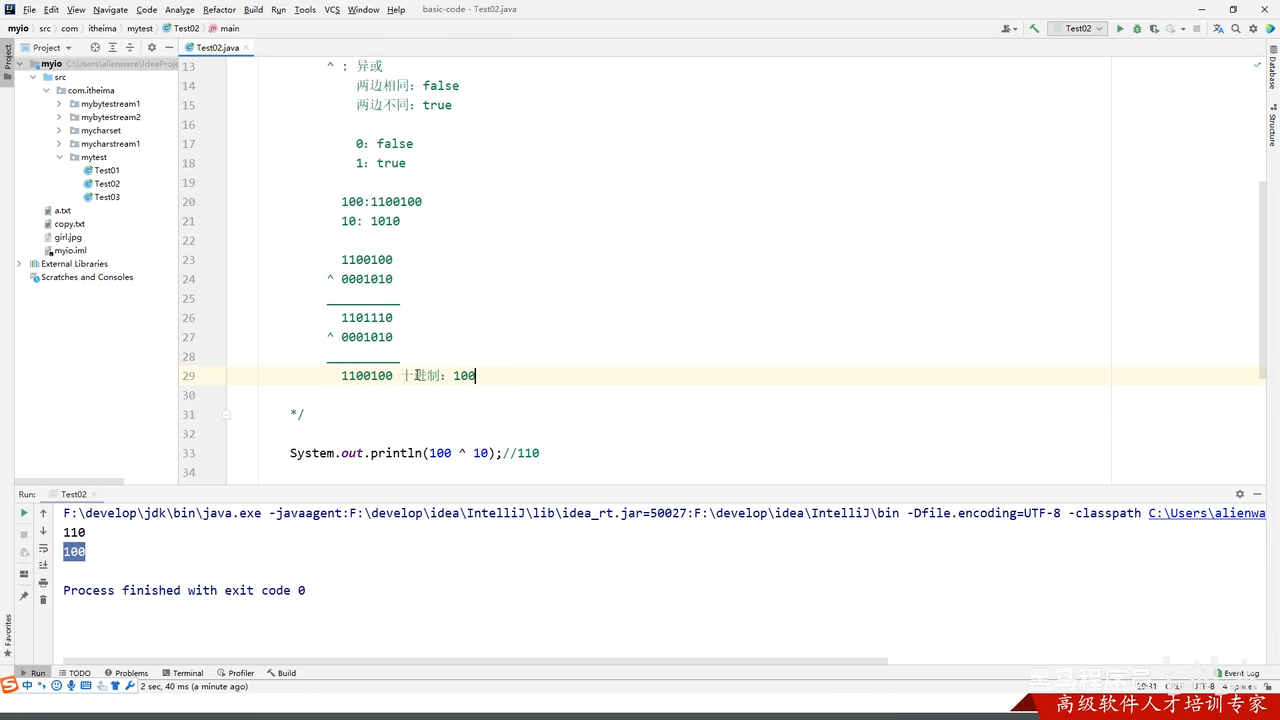 File Edit View Navigate Code Analyze Refactor Build Run Tools VCS Window Help basic-code - Test02.java
myio src com itheima mytest Test02 main Test02
Project Test02.java
myio C:\Users\alienware\IdeaProje
src
com.itheima
mybytestream1
mybytestream2
mycharset
mycharstream1
mytest
Test01
Test02
Test03
a.txt
copy.txt
girl.jpg
myio.iml
External Libraries
Scratches and Consoles
Project
Favorites
Database
Structure
13 ^ : 异或
14 两边相同: false
15 两边不同: true
16
17 0: false
18 1: true
19
20 100:1100100
21 10: 1010
22
23 1100100
24 ^ 0001010
25 __________
26 1101110
27 ^ 0001010
28 __________
29 1100100 十进制: 100
30
31 */
32
33 System.out.println(100 ^ 10);//110
34
Run: Test02
F:\develop\jdk\bin\java.exe -javaagent:F:\develop\idea\IntelliJ\lib\idea_rt.jar=50027:F:\develop\idea\IntelliJ\bin -Dfile.encoding=UTF-8 -classpath C:\Users\alienwa
110
100
Process finished with exit code 0
Run TODO Problems Terminal Profiler Build Event Log
中 2 sec, 40 ms (a minute ago) 29:31 CRLF UTF-8 4 spaces
高级软件人才培训专家